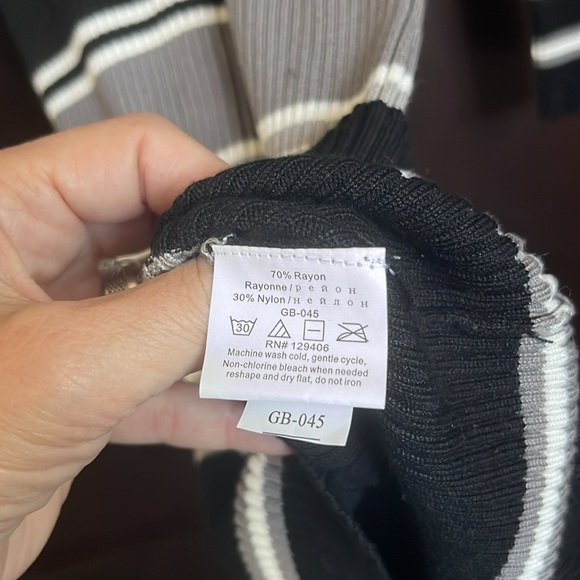 70% Rayon
Rayonne/рейон
30% Nylon/нейлон
GB-045
30
RN# 129406
Machine wash cold, gentle cycle,
Non-chlorine bleach when needed
reshape and dry flat, do not iron
GB-045